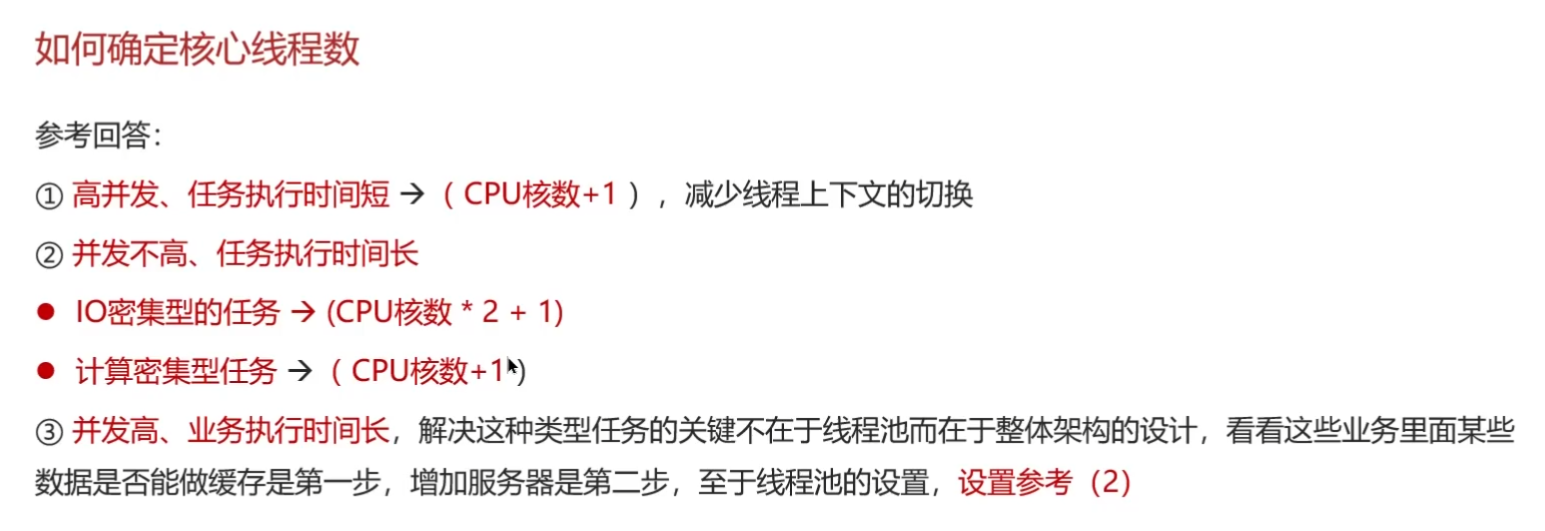 如何确定核心线程数
参考回答：
① 高并发、任务执行时间短 → （ CPU核数+1 ），减少线程上下文的切换
② 并发不高、任务执行时间长
● IO密集型的任务 → (CPU核数 * 2 + 1)
● 计算密集型任务 → （ CPU核数+1 ）
③ 并发高、业务执行时间长，解决这种类型任务的关键不在于线程池而在于整体架构的设计，看看这些业务里面某些
数据是否能做缓存是第一步，增加服务器是第二步，至于线程池的设置，设置参考（2）